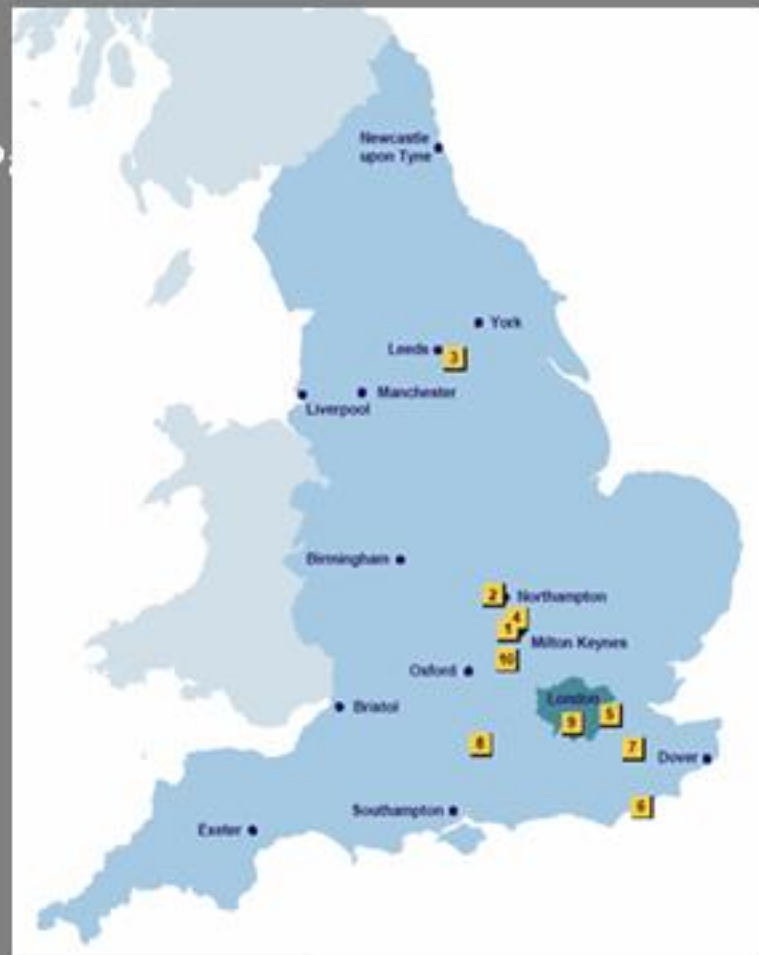 Newcastle
upon Tyne
York
Leeds
3
Manchester
Liverpool
Birmingham
2
Northampton
4
1
Milton Keynes
10
Oxford
London
Bristol
5
9
8
7
Dover
6
Southampton
Exeter